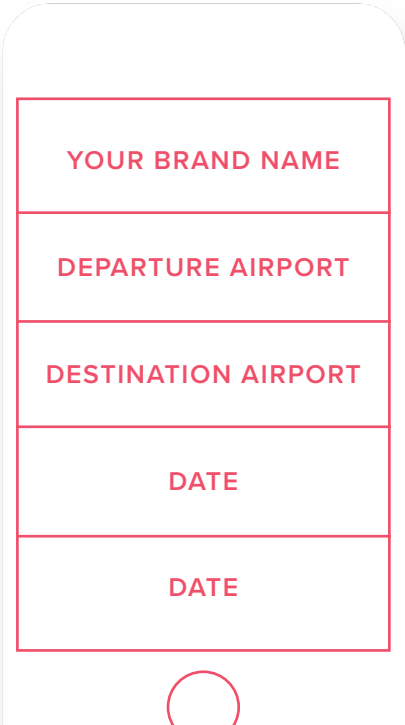 YOUR BRAND NAME
DEPARTURE AIRPORT
DESTINATION AIRPORT
DATE
DATE